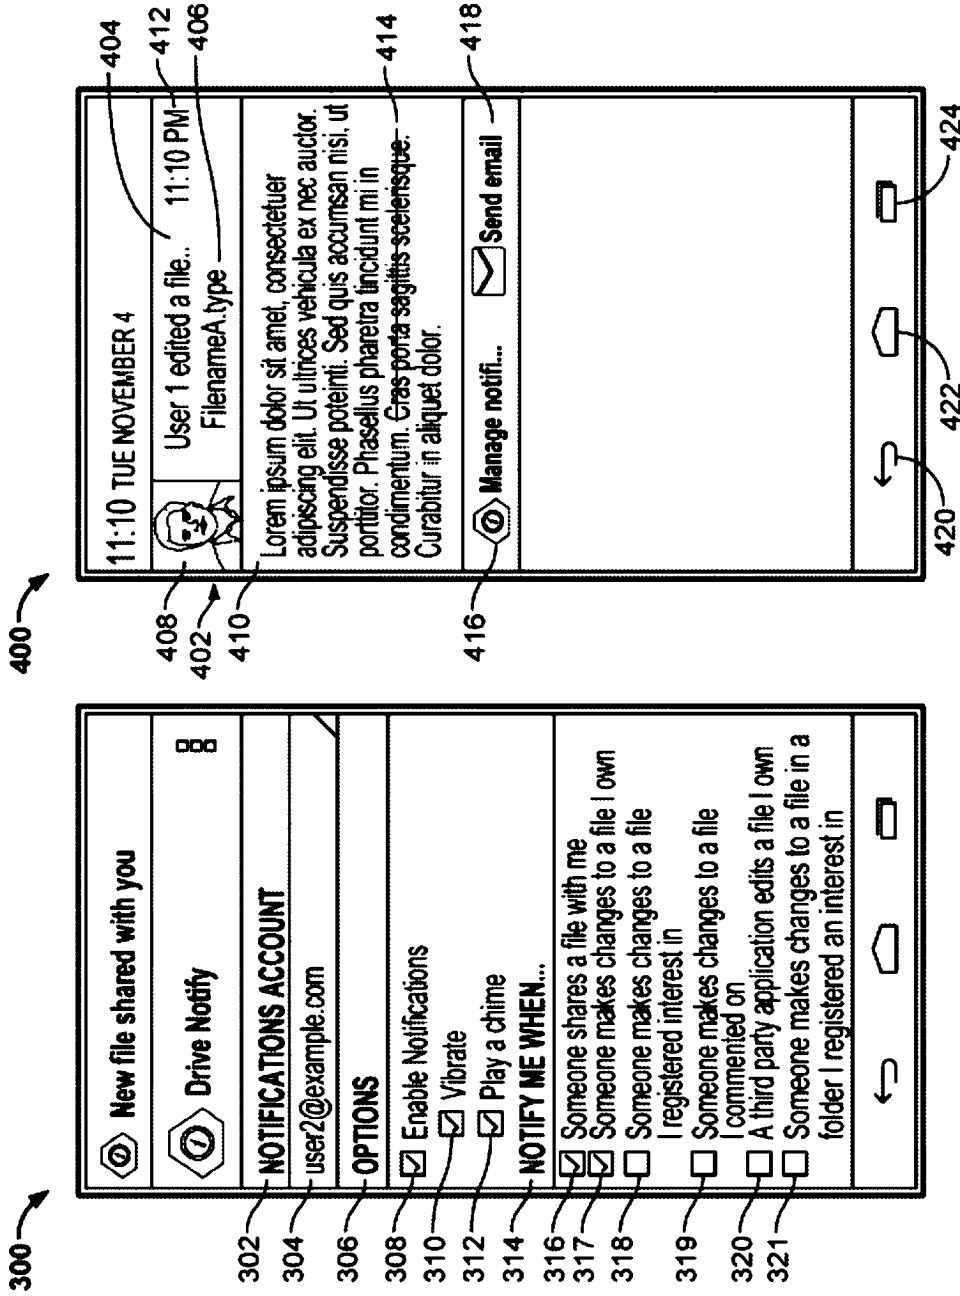 300
New file shared with you
Drive Notify
302
NOTIFICATIONS ACCOUNT
304
user2@example.com
306
OPTIONS
308
Enable Notifications
310
Vibrate
312
Play a chime
314
NOTIFY ME WHEN...
316
Someone shares a file with me
317
Someone makes changes to a file I own
318
Someone makes changes to a file
I registered interest in
319
Someone makes changes to a file
I commented on
320
A third party application edits a file I own
321
Someone makes changes to a file in a
folder I registered an interest in
400
11:10 TUE NOVEMBER 4
404
408
User 1 edited a file..
11:10 PM
412
402
FilenameA.type
406
410
Lorem ipsum dolor sit amet, consectetuer
adipiscing elit. Ut ultrices vehicula ex nec auctor.
Suspendisse poteinti. Sed quis accumsan nisi, ut
porttitor. Phasellus pharetra tincidunt mi in
condimentum. Cras porta sagittis scelerisque.
414
Curabitur in aliquet dolor.
416
Manage notifi...
Send email
418
420
422
424